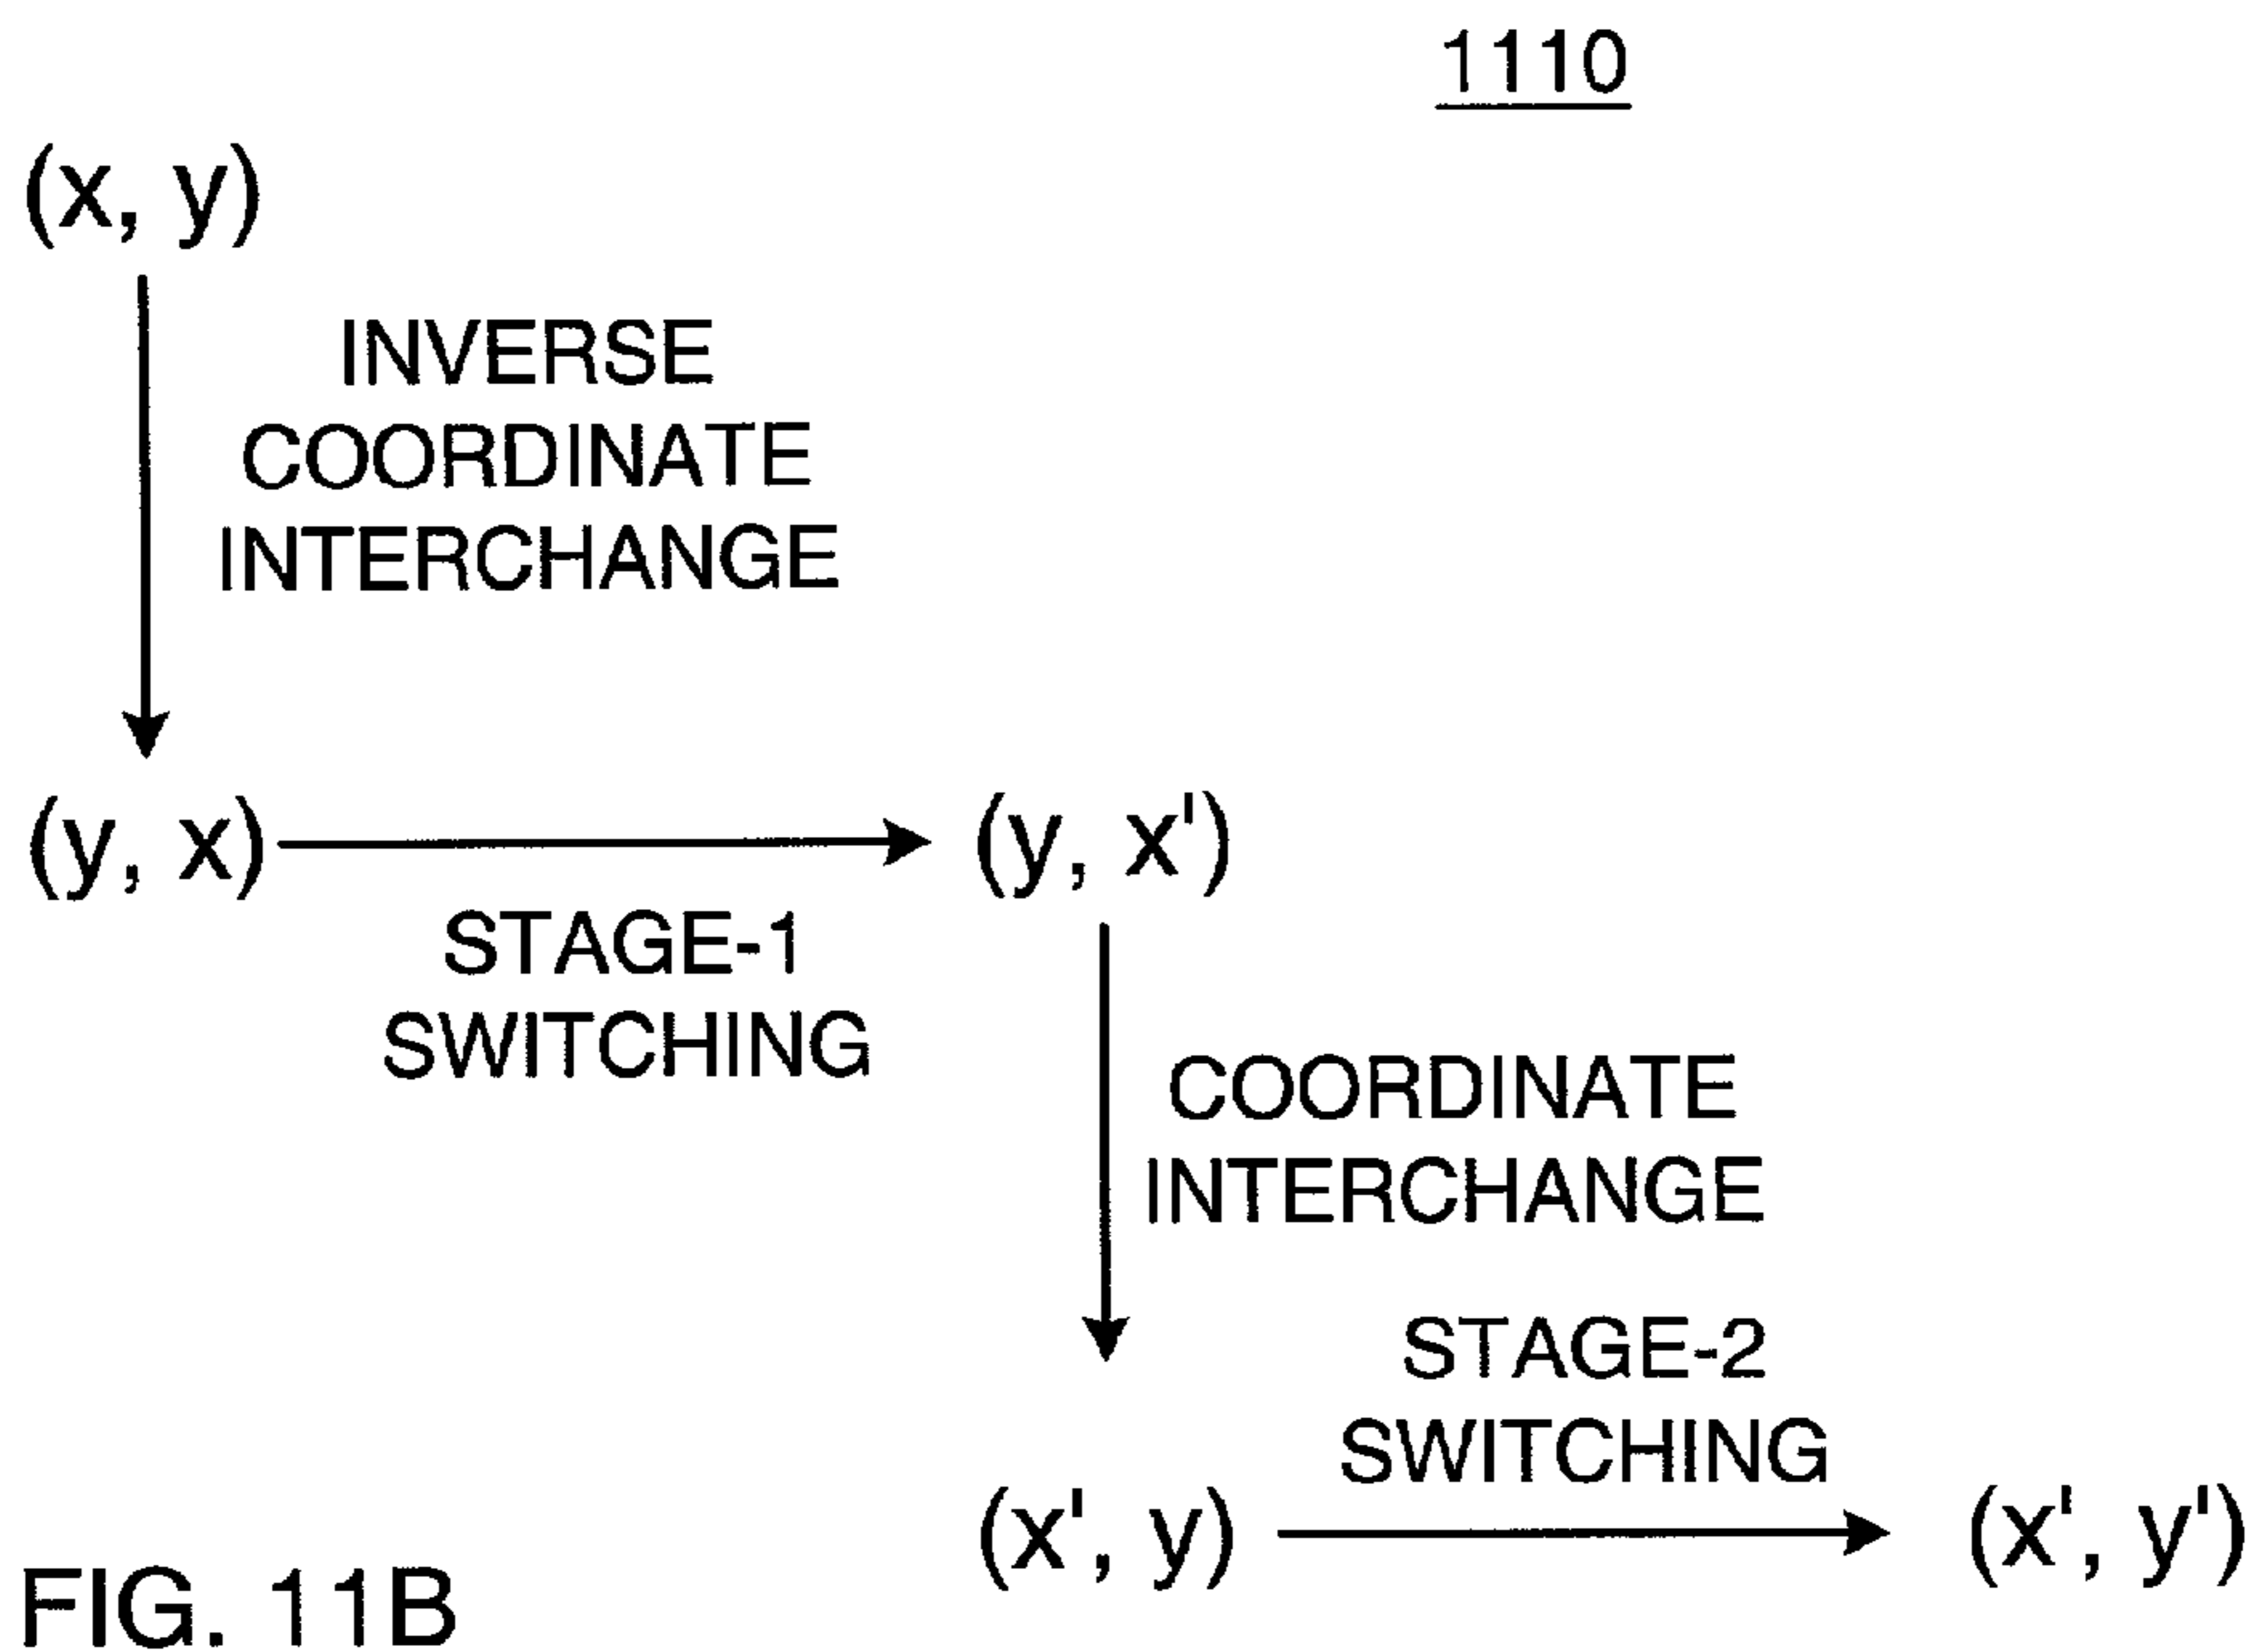 1110
(x, y)
INVERSE
COORDINATE
INTERCHANGE
(y, x)
(y, x')
STAGE-1
SWITCHING
COORDINATE
INTERCHANGE
STAGE-2
SWITCHING
(x', y)
(x', y')
FIG. 11B